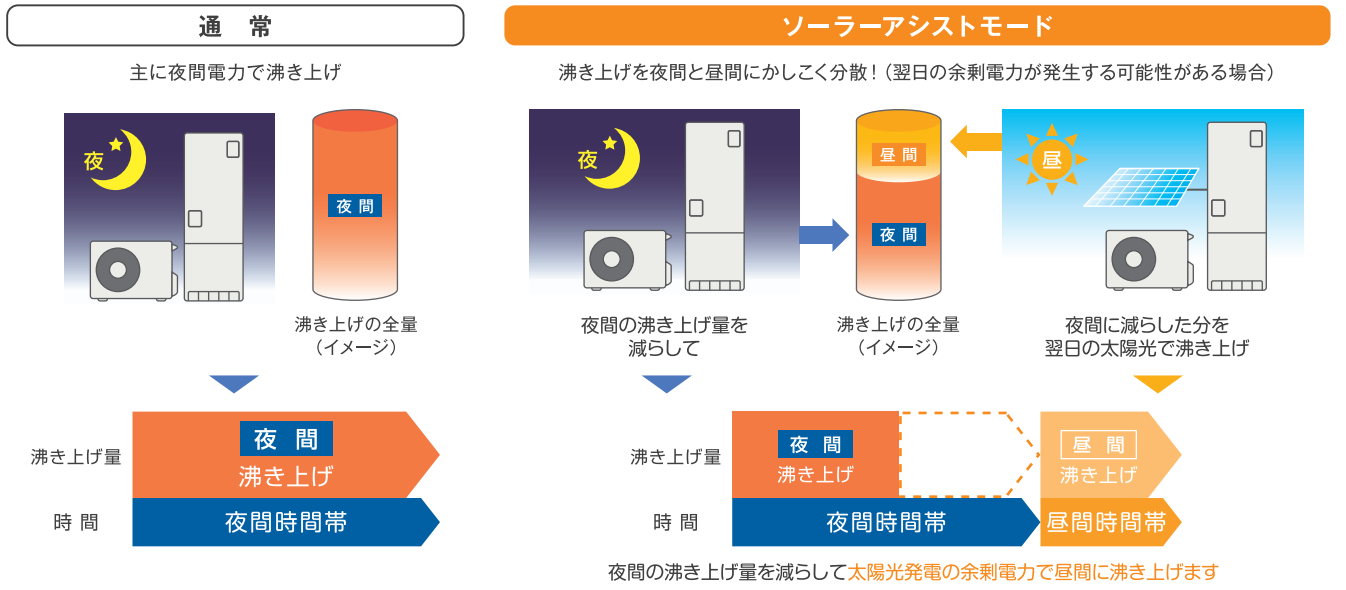 通 常
主に夜間電力で沸き上げ
夜
夜 間
沸き上げの全量
（イメージ）
沸き上げ量
夜 間
沸き上げ
時 間
夜間時間帯
ソーラーアシストモード
沸き上げを夜間と昼間にかしこく分散！（翌日の余剰電力が発生する可能性がある場合）
夜
昼 間
夜 間
昼
夜間の沸き上げ量を
減らして
沸き上げの全量
（イメージ）
夜間に減らした分を
翌日の太陽光で沸き上げ
沸き上げ量
夜 間
沸き上げ
昼 間
沸き上げ
時 間
夜間時間帯
昼間時間帯
夜間の沸き上げ量を減らして太陽光発電の余剰電力で昼間に沸き上げます